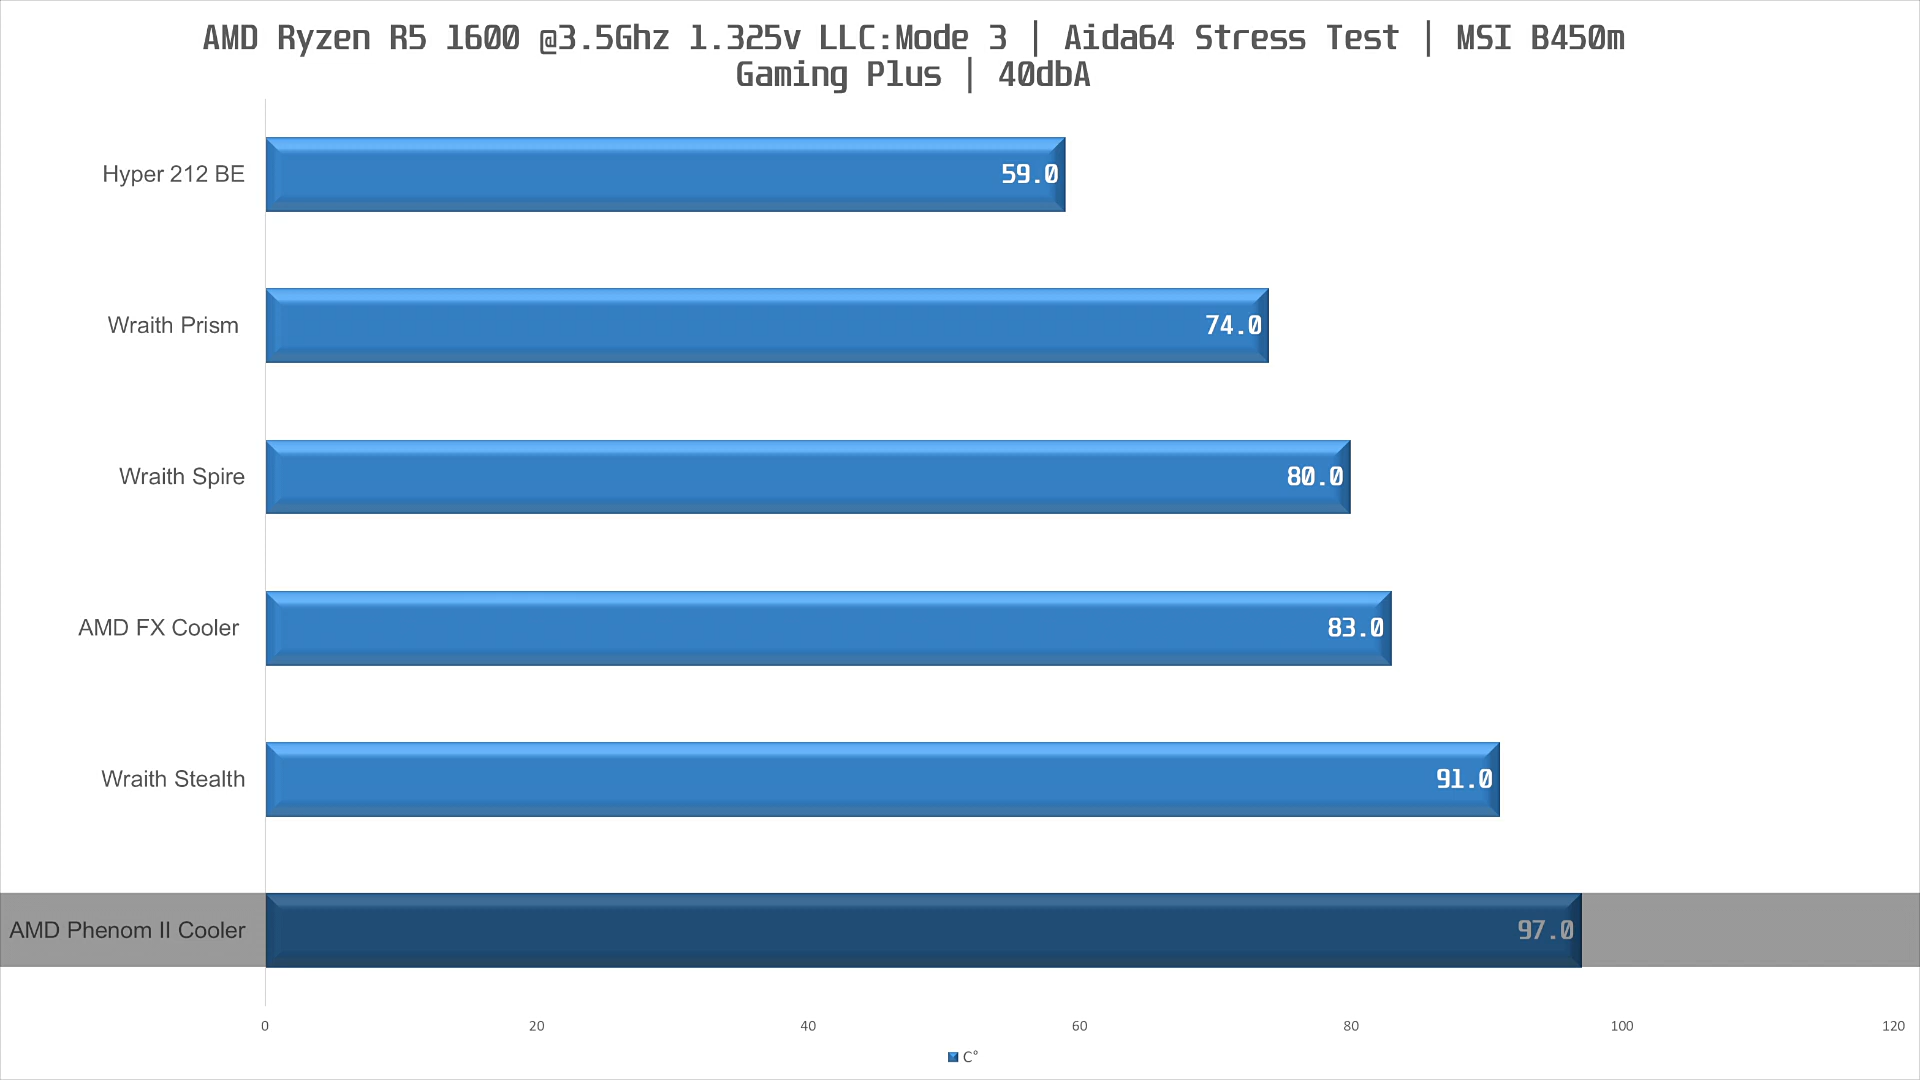 AMD Ryzen R5 1600 @3.5Ghz 1.325v LLC:Mode 3 | Aida64 Stress Test | MSI B450m
Gaming Plus | 40dbA
Hyper 212 BE 59.0
Wraith Prism 74.0
Wraith Spire 80.0
AMD FX Cooler 83.0
Wraith Stealth 91.0
AMD Phenom II Cooler 97.0
0 20 40 60 80 100 120
C°